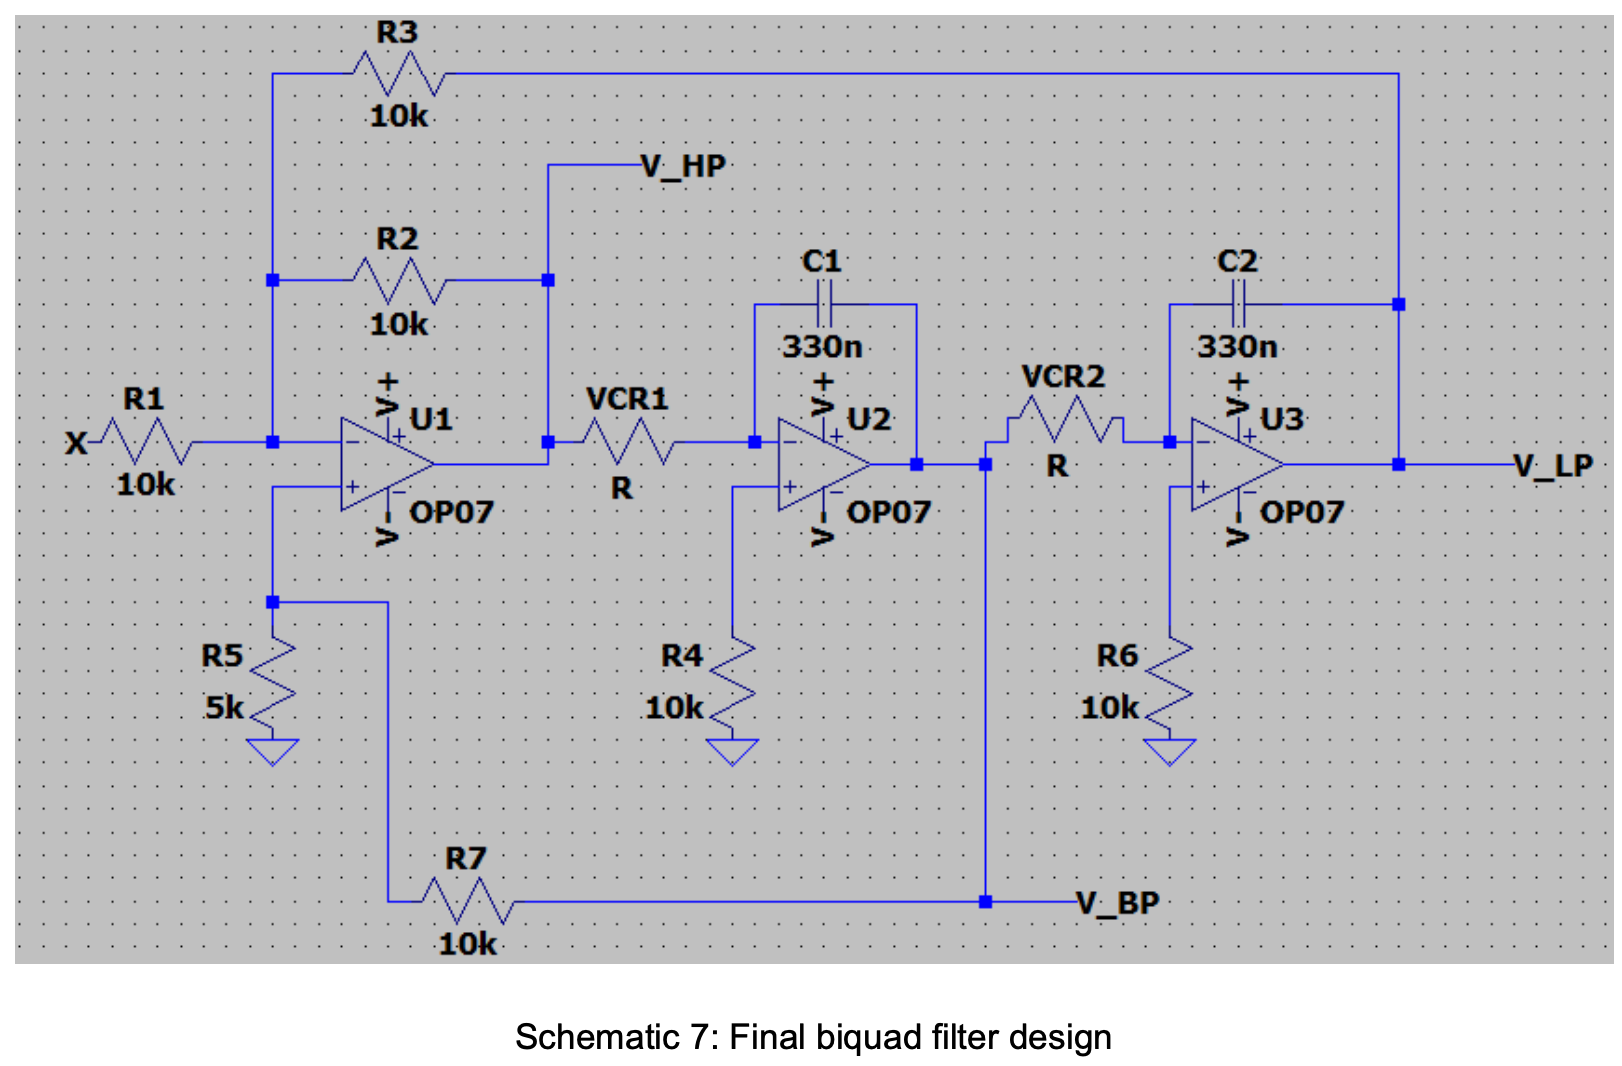 R3
10k
V_HP
R2
10k
C1
330n
C2
330n
R1
X
10k
V+
U1
OP07
V-
VCR1
R
V+
U2
OP07
V-
VCR2
R
V+
U3
OP07
V-
V_LP
R5
5k
R4
10k
R6
10k
R7
10k
V_BP
Schematic 7: Final biquad filter design